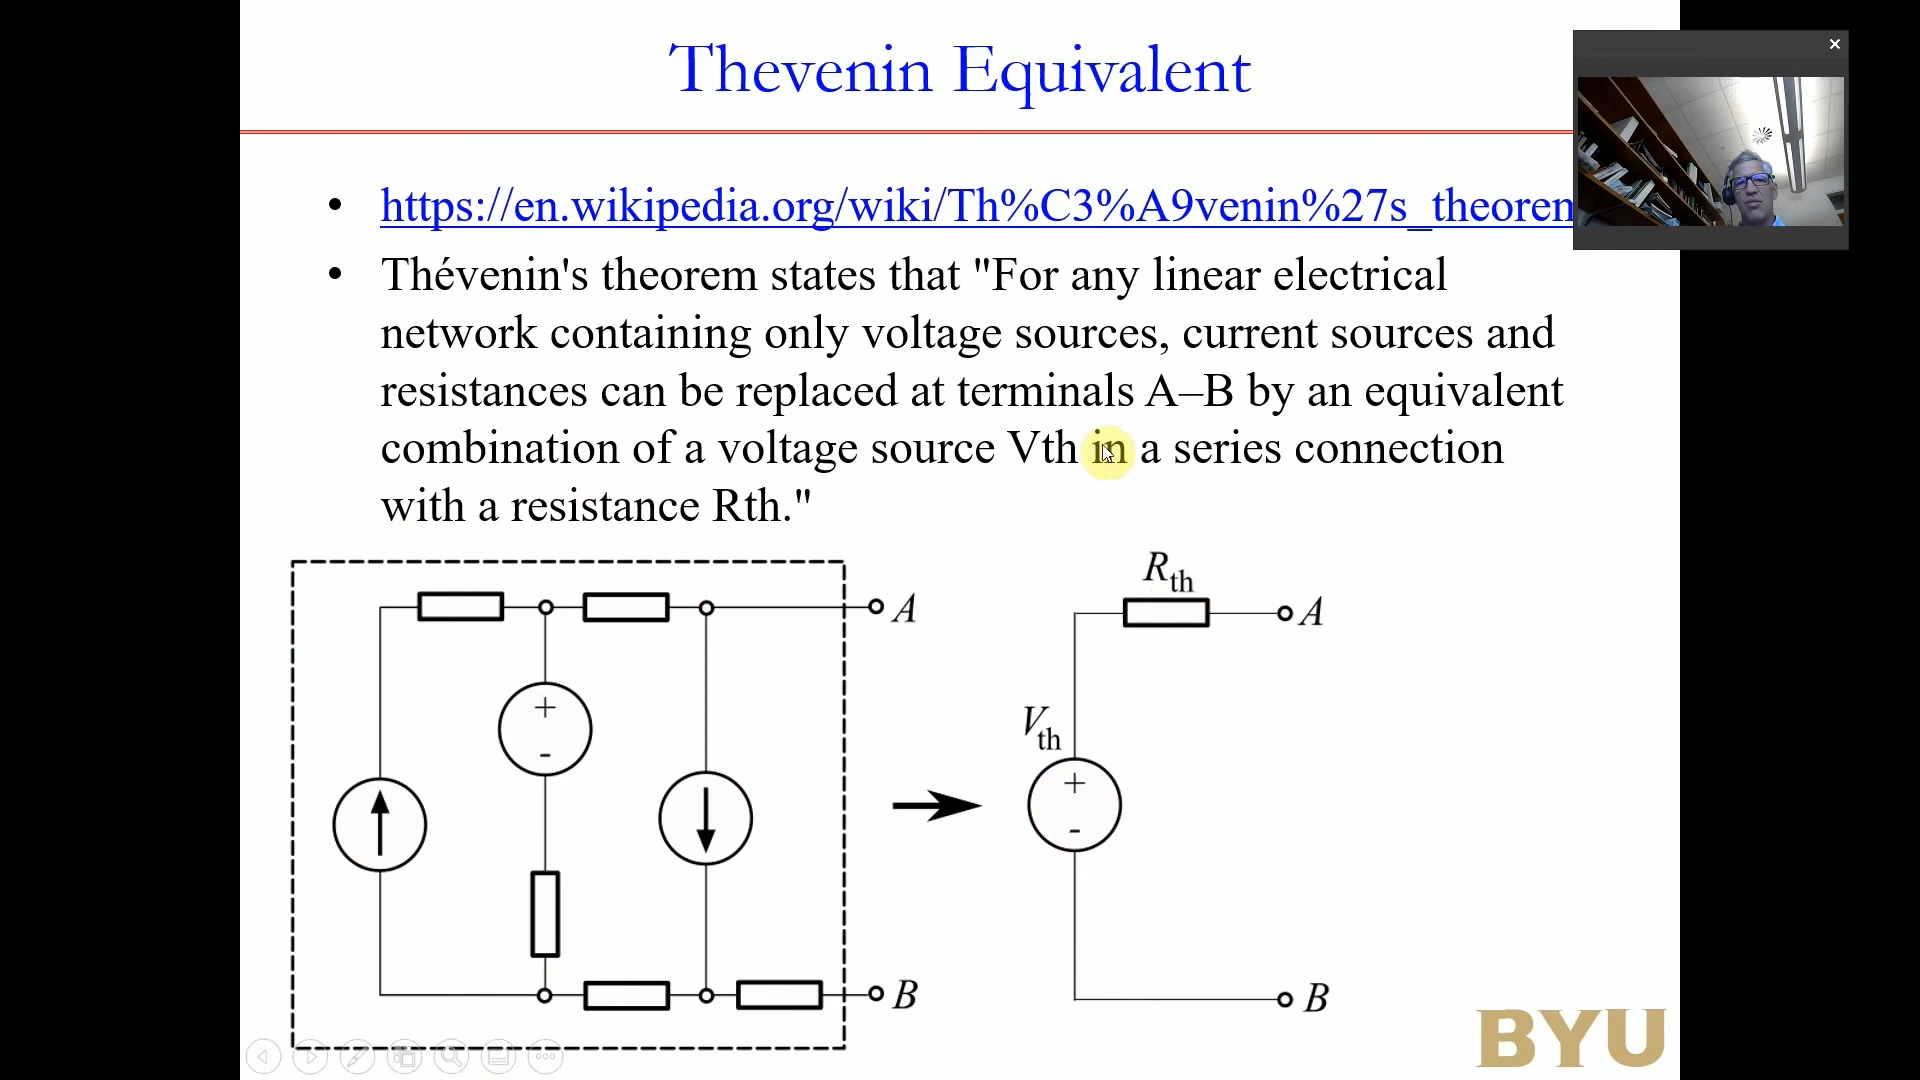 Thevenin Equivalent
https://en.wikipedia.org/wiki/Th%C3%A9venin%27s_theorem
Thévenin's theorem states that "For any linear electrical
network containing only voltage sources, current sources and
resistances can be replaced at terminals A–B by an equivalent
combination of a voltage source Vth in a series connection
with a resistance Rth."
A
+
-
B
Rth
A
Vth
+
-
B
BYU